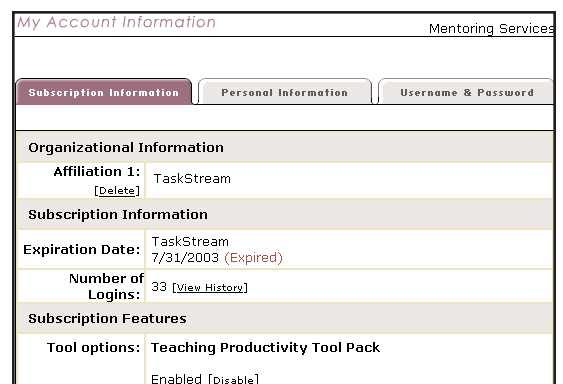 My Account Information
Mentoring Services
Subscription Information
Personal Information
Username & Password
Organizational Information
Affiliation 1:
TaskStream
[Delete]
Subscription Information
Expiration Date:
TaskStream
7/31/2003 (Expired)
Number of
Logins:
33 [View History]
Subscription Features
Tool options:
Teaching Productivity Tool Pack
Enabled [Disable]